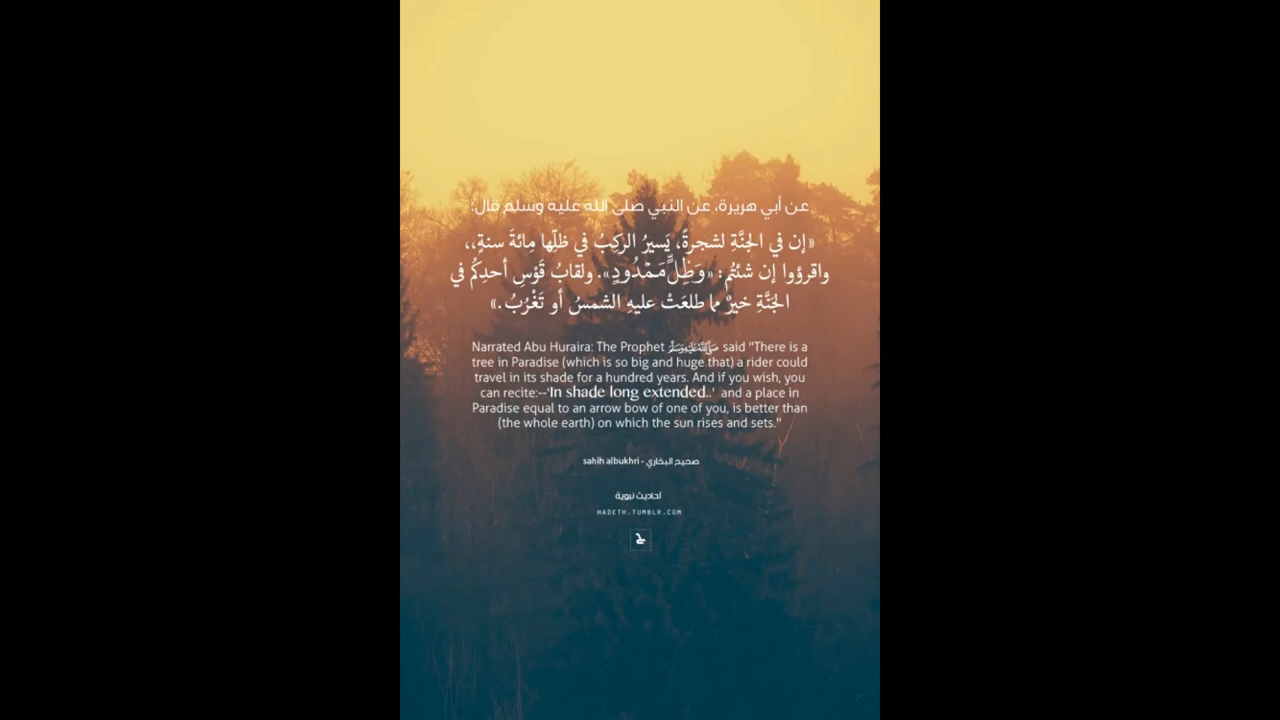 عن أبي هريرة، عن النبي صلى الله عليه وسلم قال:
«إن في الجنَّةِ لشجرةً، يَسيرُ الركِبُ في ظلِّها مِائةَ سنةٍ،،
واقرؤوا إن شئتُم: «وَظِلٍّ مَمْدُودٍ». ولقابُ قَوْسِ أحدِكُم في
الجنَّةِ خيرٌ مما طلعَتْ عليهِ الشمسُ أو تَغْرُبُ.»
Narrated Abu Huraira: The Prophet ﷺ said "There is a
tree in Paradise (which is so big and huge that) a rider could
travel in its shade for a hundred years. And if you wish, you
can recite:--'In shade long extended..' and a place in
Paradise equal to an arrow bow of one of you, is better than
(the whole earth) on which the sun rises and sets."
sahih albukhri - صحيح البخاري
أحاديث نبوية
HADETH.TUMBLR.COM